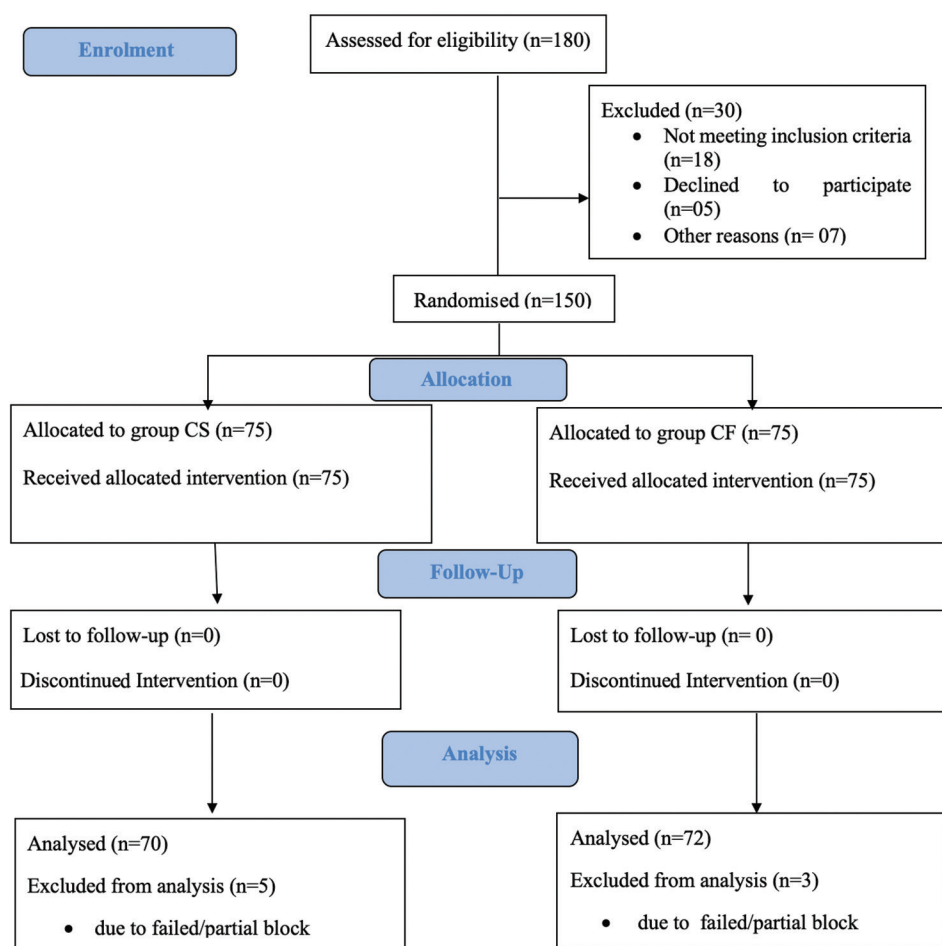 Enrolment
Assessed for eligibility (n=180)
Excluded (n=30)
• Not meeting inclusion criteria
(n=18)
• Declined to participate
(n=05)
• Other reasons (n= 07)
Randomised (n=150)
Allocation
Allocated to group CS (n=75)
Received allocated intervention (n=75)
Allocated to group CF (n=75)
Received allocated intervention (n=75)
Follow-Up
Lost to follow-up (n=0)
Discontinued Intervention (n=0)
Lost to follow-up (n= 0)
Discontinued Intervention (n=0)
Analysis
Analysed (n=70)
Excluded from analysis (n=5)
• due to failed/partial block
Analysed (n=72)
Excluded from analysis (n=3)
• due to failed/partial block